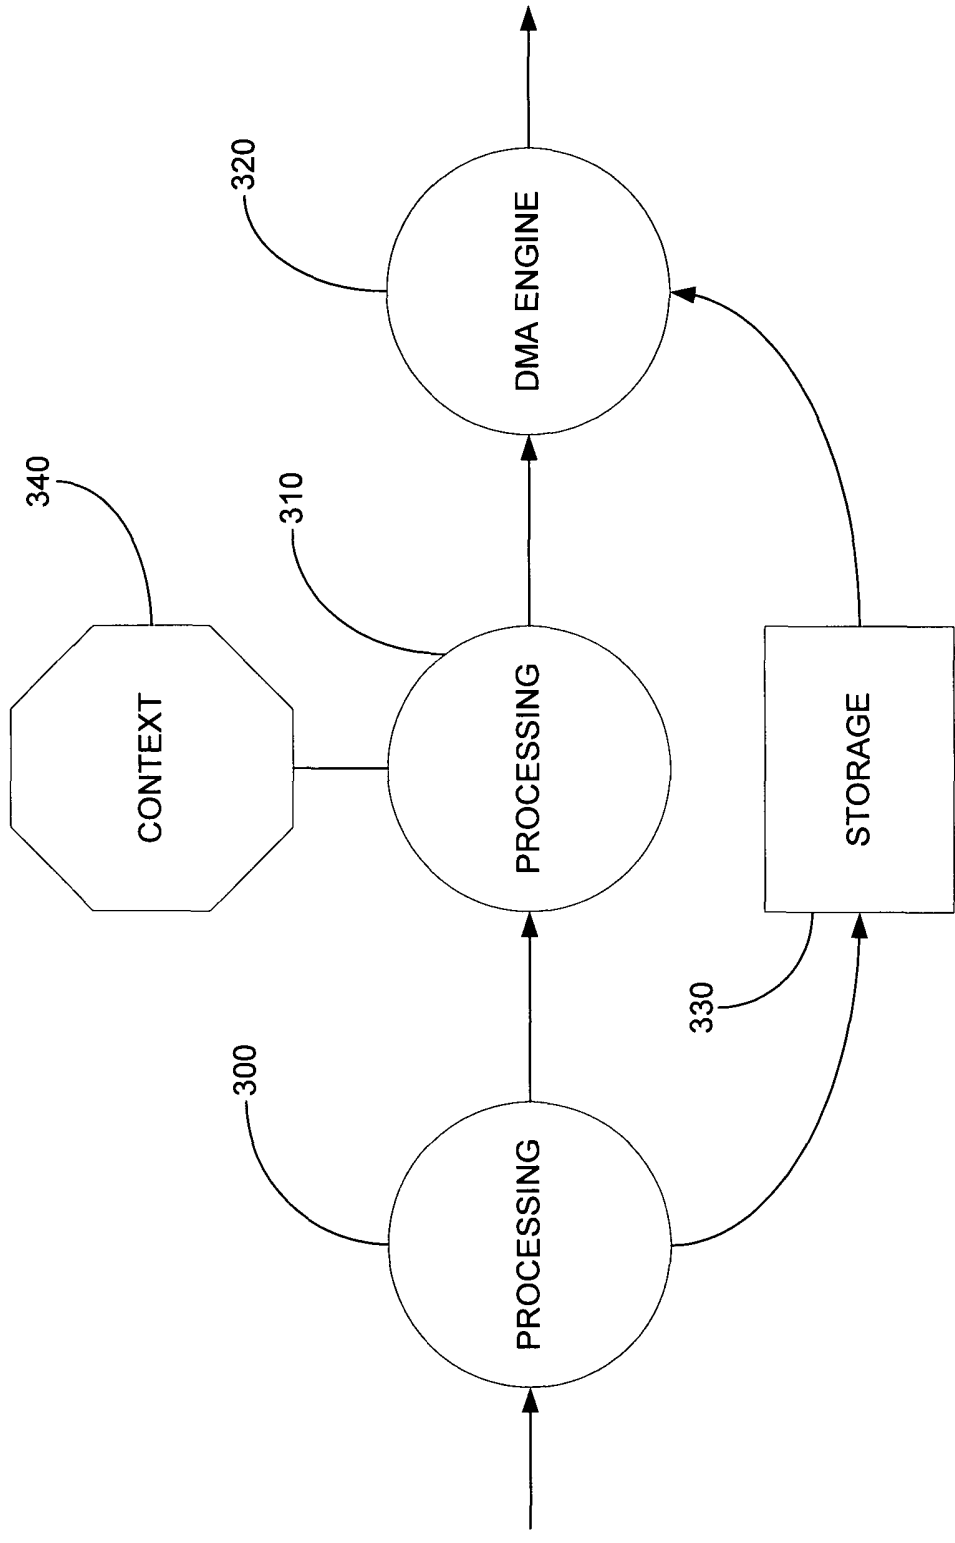 340
CONTEXT
300
310
320
PROCESSING
PROCESSING
DMA ENGINE
330
STORAGE